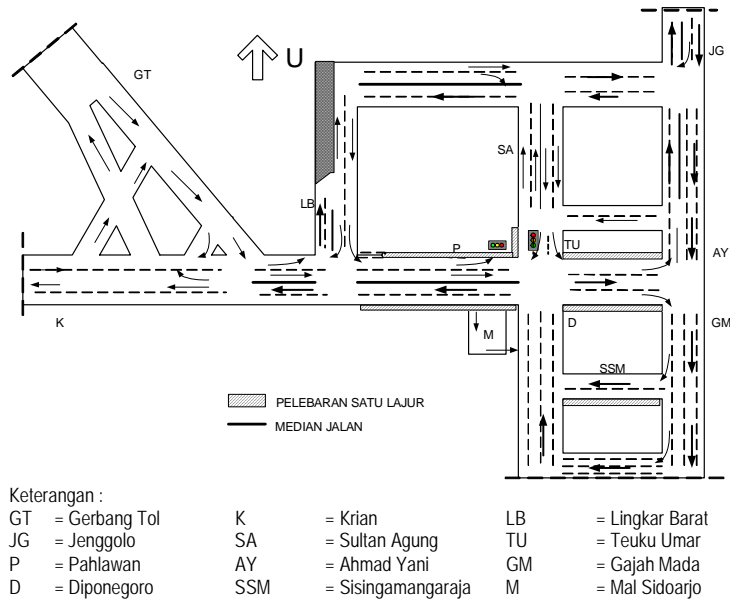 GT
U
JG
SA
LB
P
TU
AY
K
D
GM
M
SSM
PELEBARAN SATU LAJUR
MEDIAN JALAN
Keterangan :
GT = Gerbang Tol K = Krian LB = Lingkar Barat
JG = Jenggolo SA = Sultan Agung TU = Teuku Umar
P = Pahlawan AY = Ahmad Yani GM = Gajah Mada
D = Diponegoro SSM = Sisingamangaraja M = Mal Sidoarjo